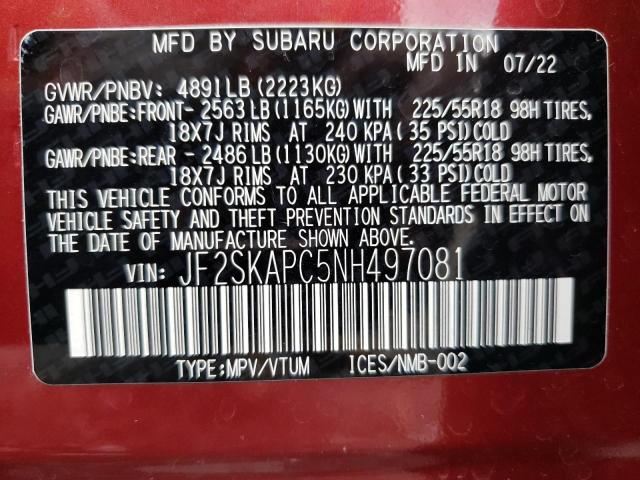 MFD BY SUBARU CORPORATION
MFD IN 07/22
GVWR/PNBV: 4891LB(2223KG)
GAWR/PNBE:FRONT- 2563LB(1165KG)WITH 225/55R18 98H TIRES,
18X7J RIMS AT 240 KPA( 35 PSI)COLD
GAWR/PNBE:REAR - 2486LB(1130KG)WITH 225/55R18 98H TIRES,
18X7J RIMS AT 230 KPA( 33 PSI)COLD
THIS VEHICLE CONFORMS TO ALL APPLICABLE FEDERAL MOTOR
VEHICLE SAFETY AND THEFT PREVENTION STANDARDS IN EFFECT ON
THE DATE OF MANUFACTURE SHOWN ABOVE.
VIN: JF2SKAPC5NH497081
TYPE:MPV/VTUM ICES/NMB-002